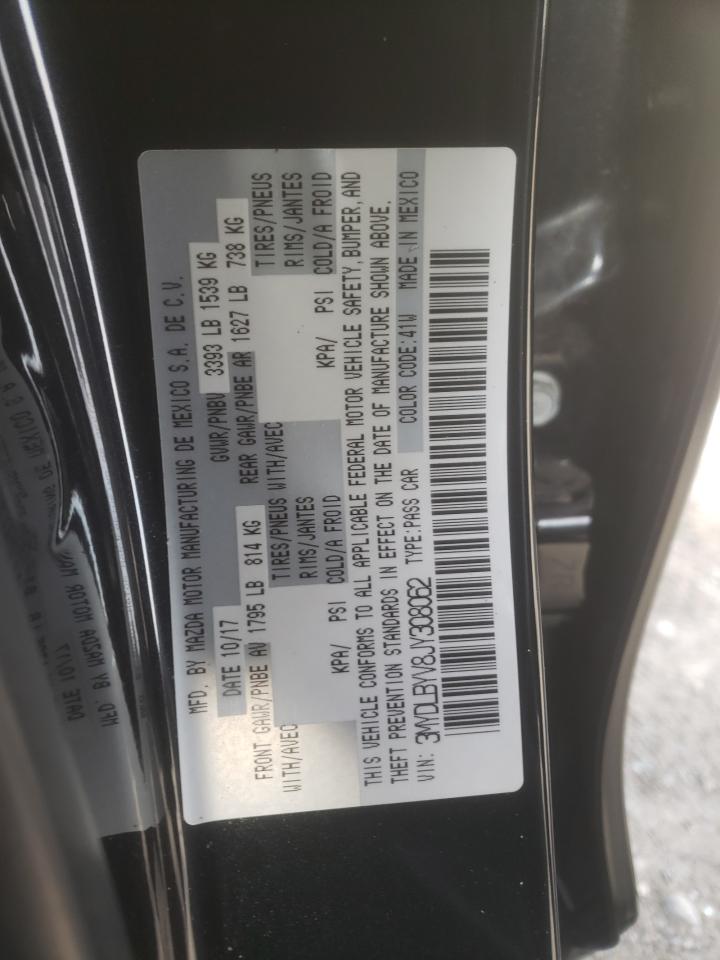 MFD. BY MAZDA MOTOR MANUFACTURING DE MEXICO S.A. DE C.V.
DATE 10/17 GVWR/PNBV 3393 LB 1539 KG
FRONT GAWR/PNBE AV 1795 LB 814 KG REAR GAWR/PNBE AR 1627 LB 738 KG
WITH/AVEC TIRES/PNEUS WITH/AVEC TIRES/PNEUS
RIMS/JANTES RIMS/JANTES
KPA/ PSI COLD/A FROID KPA/ PSI COLD/A FROID
THIS VEHICLE CONFORMS TO ALL APPLICABLE FEDERAL MOTOR VEHICLE SAFETY, BUMPER, AND
THEFT PREVENTION STANDARDS IN EFFECT ON THE DATE OF MANUFACTURE SHOWN ABOVE.
VIN: 3MYDLBYV8JY308062 TYPE:PASS CAR COLOR CODE:41W MADE IN MEXICO